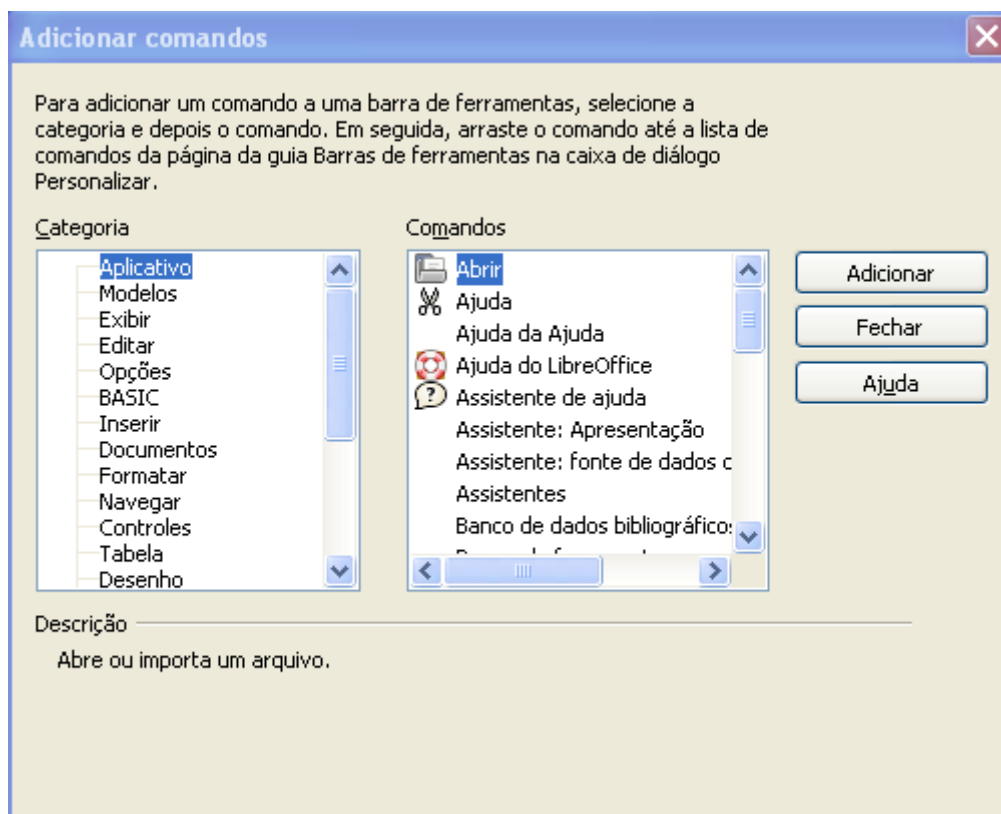 Adicionar comandos
Para adicionar um comando a uma barra de ferramentas, selecione a
categoria e depois o comando. Em seguida, arraste o comando até a lista de
comandos da página da guia Barras de ferramentas na caixa de diálogo
Personalizar.
Categoria
Aplicativo
Modelos
Exibir
Editar
Opções
BASIC
Inserir
Documentos
Formatar
Navegar
Controles
Tabela
Desenho
Comandos
Abrir
Ajuda
Ajuda da Ajuda
Ajuda do LibreOffice
Assistente de ajuda
Assistente: Apresentação
Assistente: fonte de dados
Assistentes
Banco de dados bibliográficos
Adicionar
Fechar
Ajuda
Descrição
Abre ou importa um arquivo.